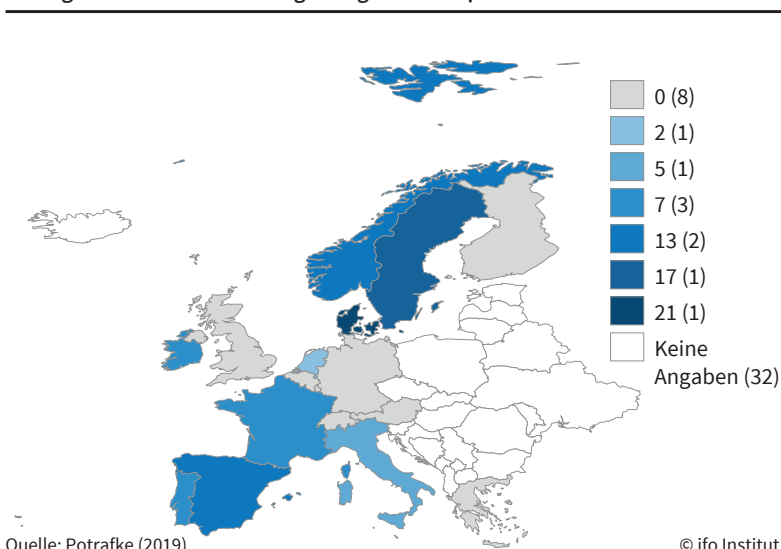 0 (8)
2 (1)
5 (1)
7 (3)
13 (2)
17 (1)
21 (1)
Keine
Angaben (32)
Quelle: Potrafke (2019)
© ifo Institut